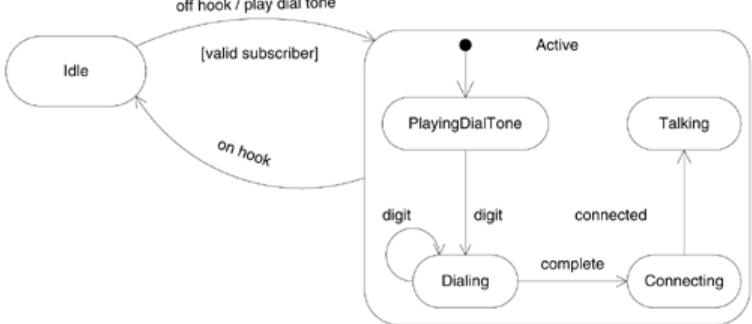 off hook / play dial tone
[valid subscriber]
Idle
on hook
Active
PlayingDialTone
Talking
digit
digit
connected
complete
Dialing
Connecting